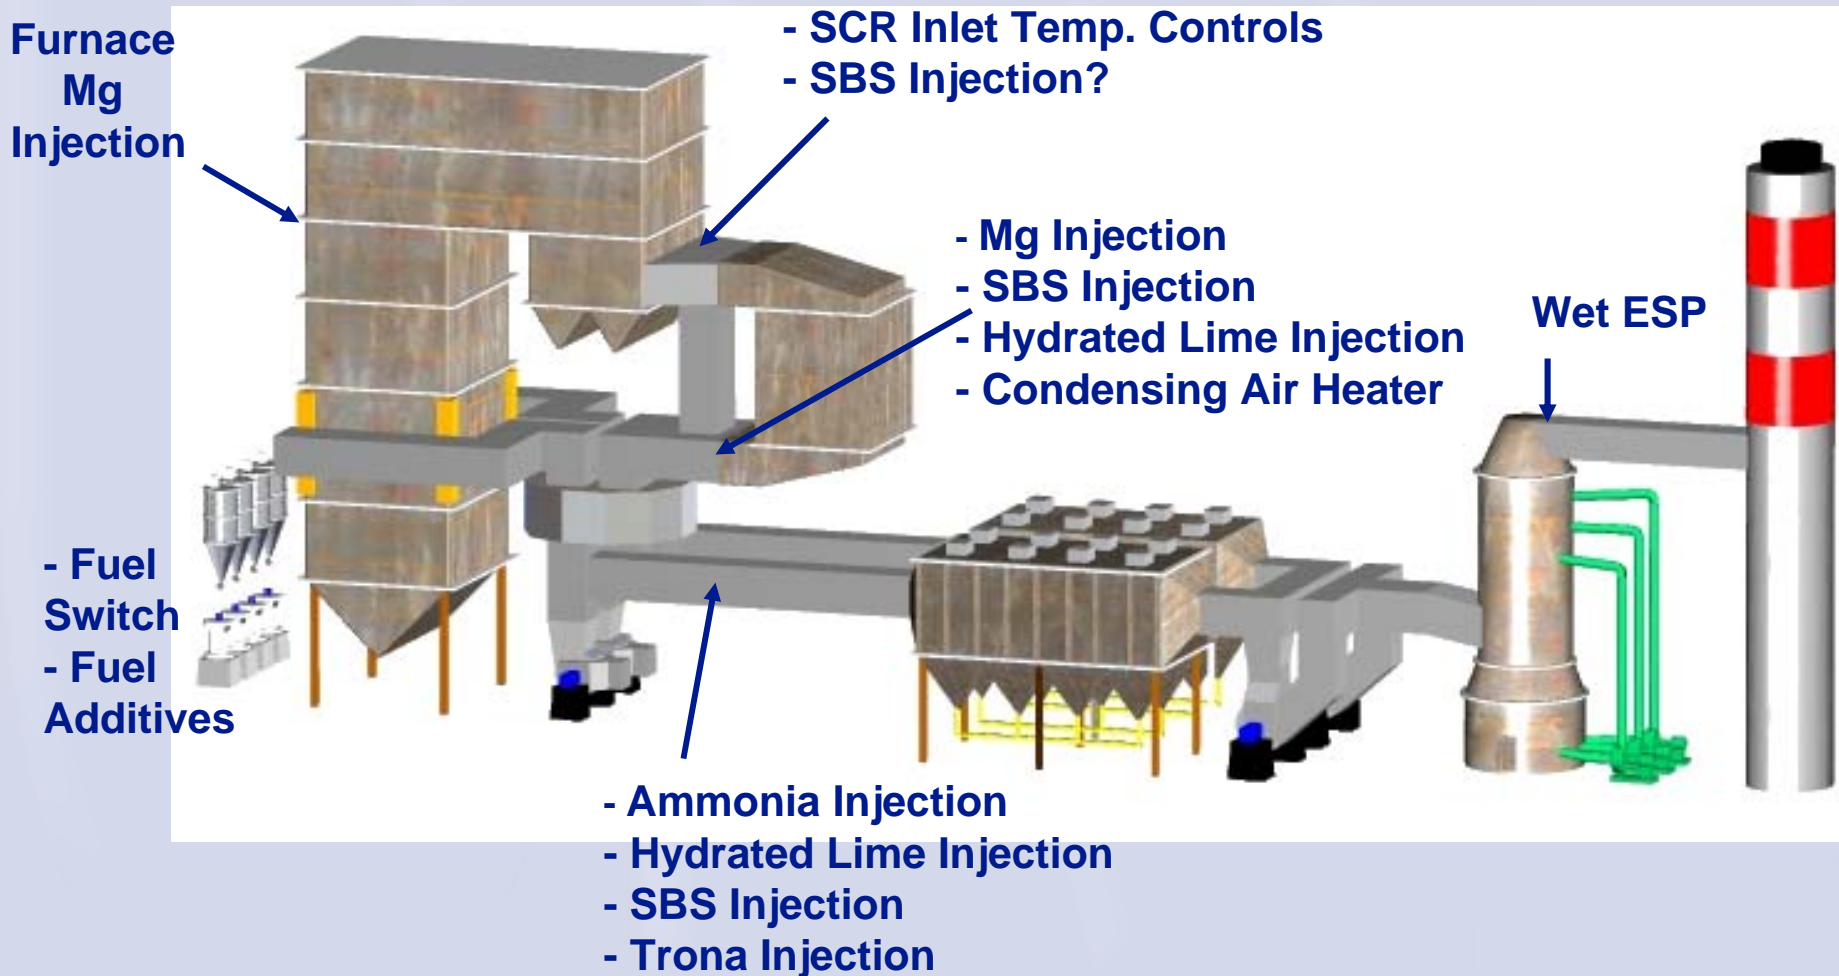 Furnace
Mg
Injection
- SCR Inlet Temp. Controls
- SBS Injection?
- Mg Injection
- SBS Injection
- Hydrated Lime Injection
- Condensing Air Heater
Wet ESP
- Fuel
Switch
- Fuel
Additives
- Ammonia Injection
- Hydrated Lime Injection
- SBS Injection
- Trona Injection